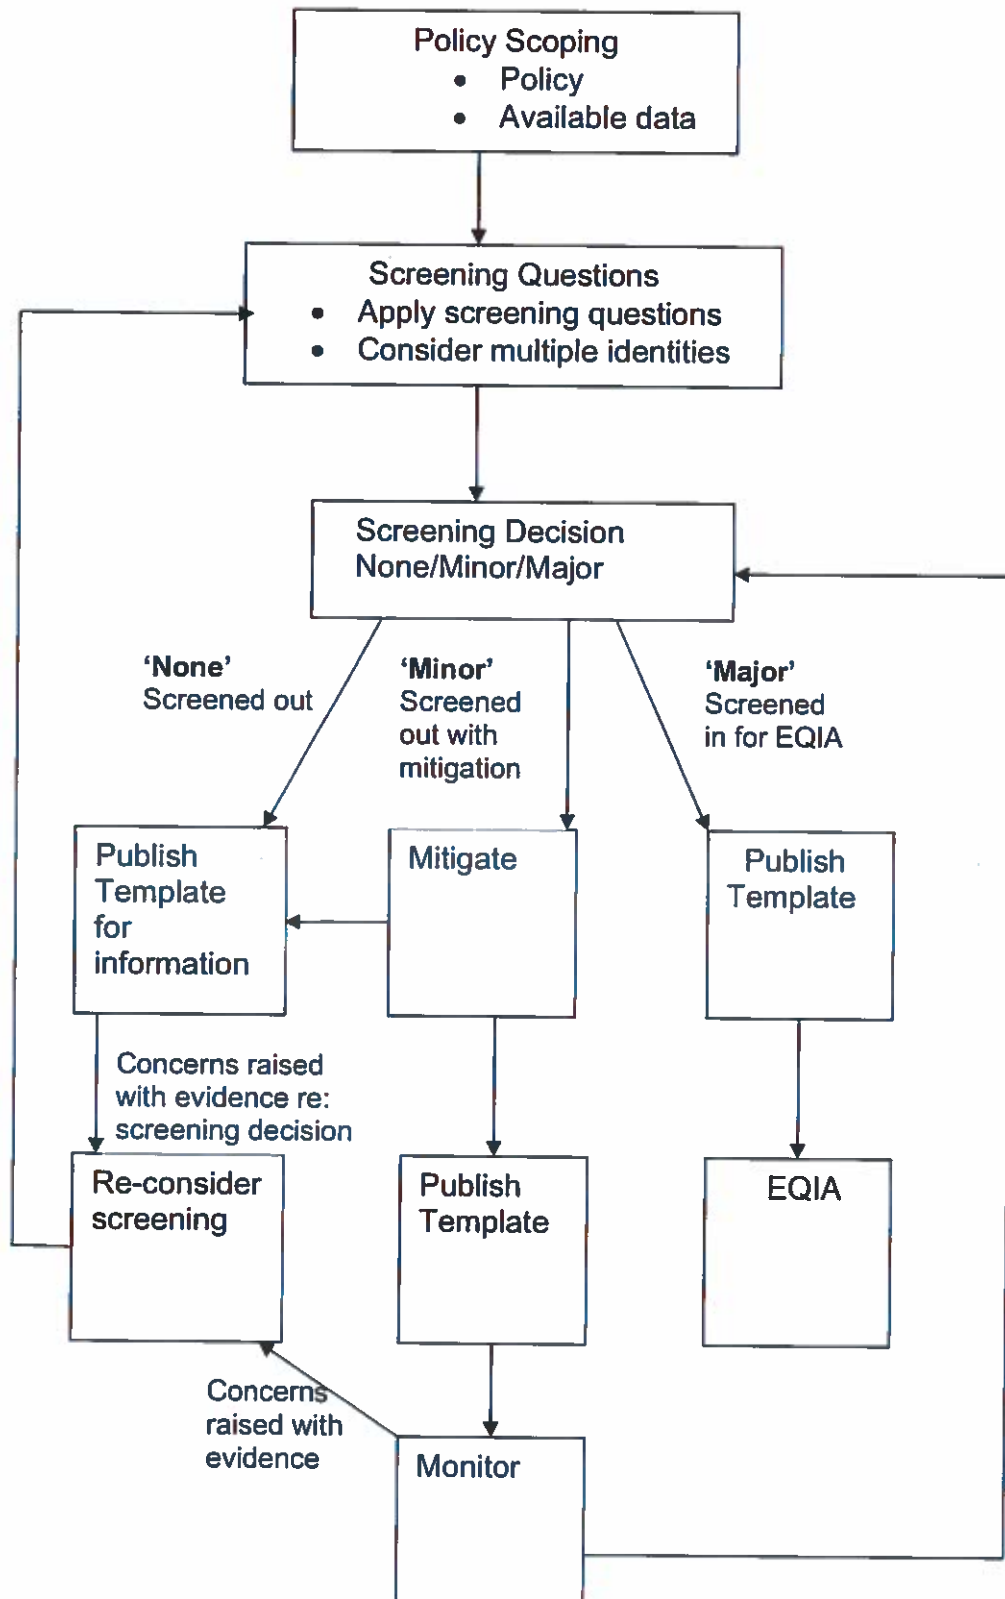 Policy Scoping
• Policy
• Available data
Screening Questions
• Apply screening questions
• Consider multiple identities
Screening Decision
None/Minor/Major
‘None’
Screened out
‘Minor’
Screened
out with
mitigation
‘Major’
Screened
in for EQIA
Publish
Template
for
information
Mitigate
Publish
Template
Concerns raised
with evidence re:
screening decision
Re-consider
screening
Publish
Template
EQIA
Concerns
raised with
evidence
Monitor